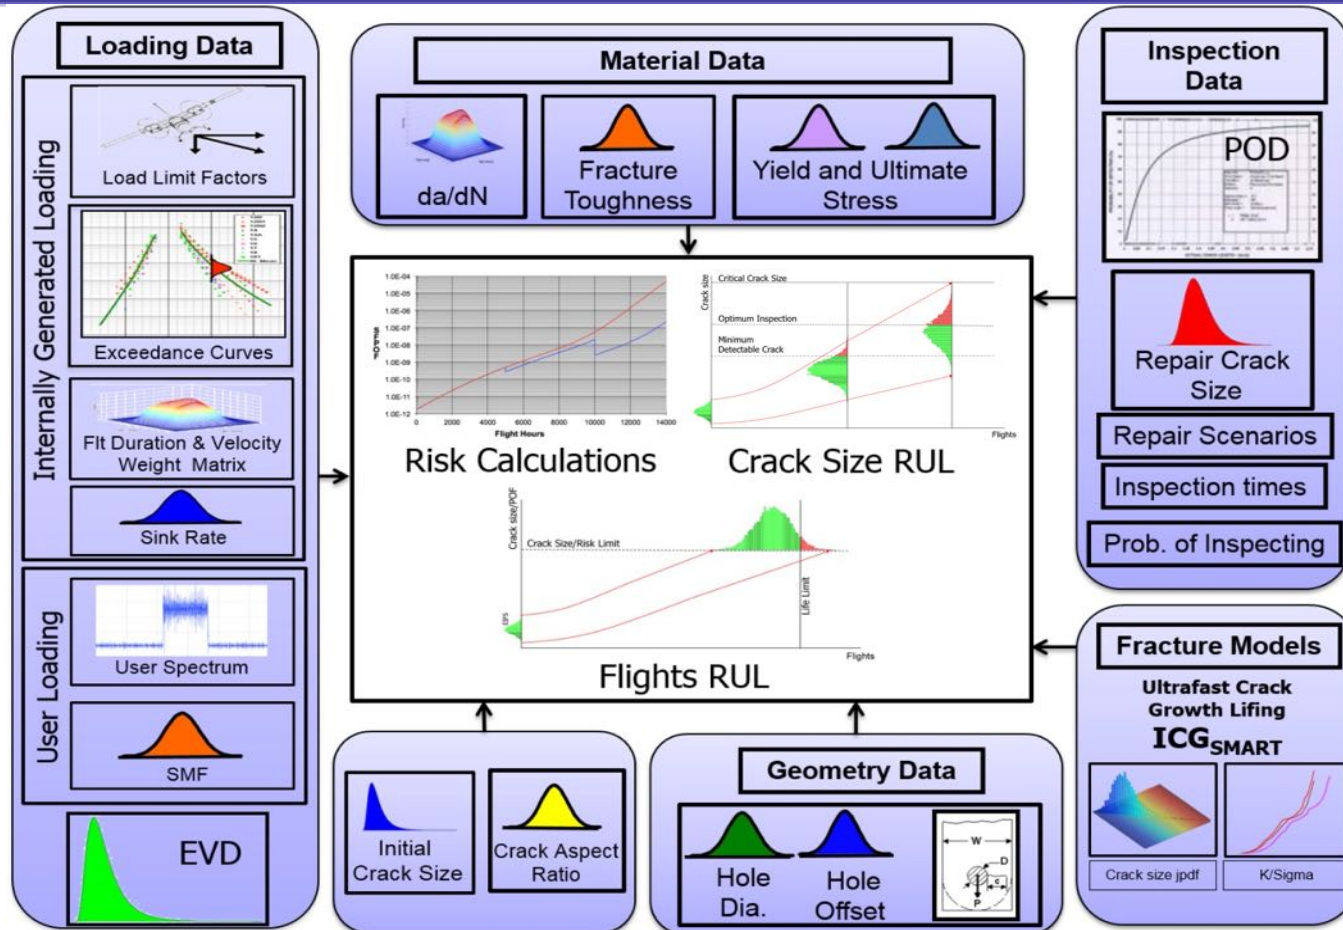 Loading Data
Internally Generated Loading
Load Limit Factors
Exceedance Curves
Flt Duration & Velocity
Weight Matrix
Sink Rate
User Loading
User Spectrum
SMF
EVD
Material Data
da/dN
Fracture
Toughness
Yield and Ultimate
Stress
1.0E-04
1.0E-05
1.0E-06
1.0E-07
1.0E-08
1.0E-09
1.0E-10
1.0E-11
1.0E-12
0 2000 4000 6000 8000 10000 12000 14000
Flight Hours
Risk Calculations
Crack size
Critical Crack Size
Optimum Inspection
Minimum
Detectable Crack
Flights
Crack Size RUL
Crack size/POF
Crack Size/Risk Limit
Life Limit
EIFS
Flights
Flights RUL
Initial
Crack Size
Crack Aspect
Ratio
Geometry Data
Hole
Dia.
Hole
Offset
W
D
c
P
Inspection
Data
POD
Repair Crack
Size
Repair Scenarios
Inspection times
Prob. of Inspecting
Fracture Models
Ultrafast Crack
Growth Lifing
ICGSMART
Crack size jpdf
K/Sigma